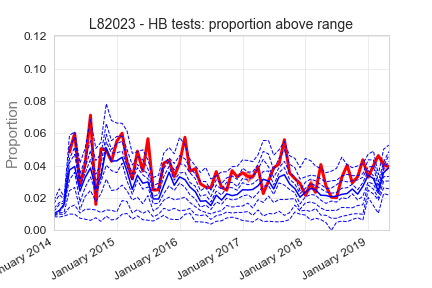 L82023 - HB tests: proportion above range
0.12
0.10
0.08
0.06
0.04
0.02
0.00
Proportion
January 2015
January 2016
January 2017
January 2018
January 2019
2014